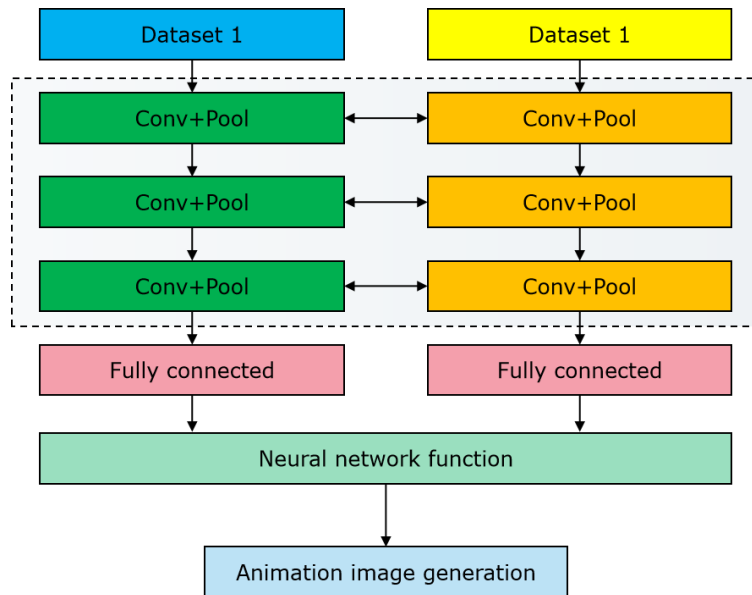 Dataset 1
Dataset 1
Conv+Pool
Conv+Pool
Conv+Pool
Conv+Pool
Conv+Pool
Conv+Pool
Fully connected
Fully connected
Neural network function
Animation image generation